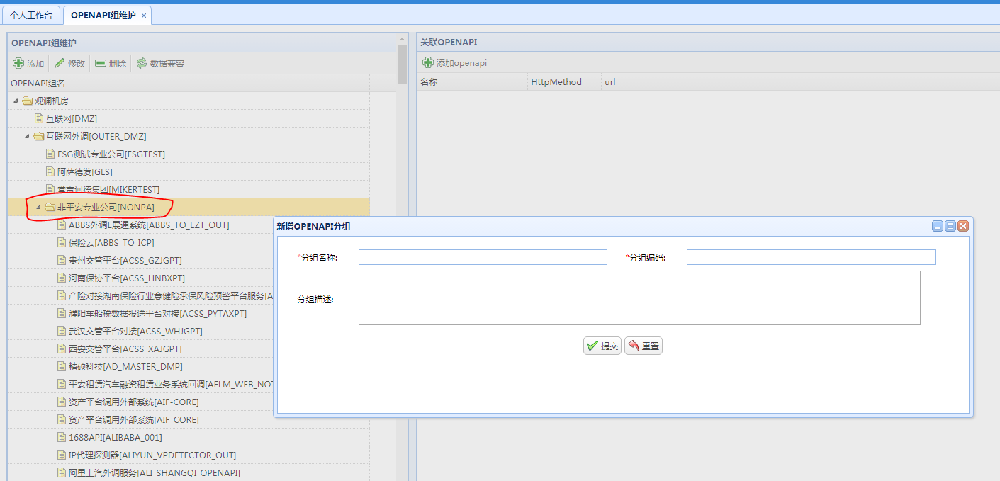 个人工作台
OPENAPI组维护
OPENAPI组维护
添加 修改 删除 数据兼容
OPENAPI组名
观澜机房
互联网[DMZ]
互联网外调[OUTER_DMZ]
ESG测试专业公司[ESGTEST]
阿萨德发[GLS]
堂吉诃德集团[MIKERTEST]
非平安专业公司[NONPA]
ABBS外调E展通系统[ABBS_TO_EZT_OUT]
保险云[ABBS_TO_ICP]
贵州交管平台[ACSS_GZJGPT]
河南保协平台[ACSS_HNBXPT]
产险对接湖南保险行业意健险承保风险预警平台服务[A
濮阳车船税数据报送平台对接[ACSS_PYTAXPT]
武汉交管平台对接[ACSS_WHJGPT]
西安交管平台[ACSS_XAJGPT]
精硕科技[AD_MASTER_DMP]
平安租赁汽车融资租赁业务系统回调[AFLM_WEB_NOT
资产平台调用外部系统[AIF-CORE]
资产平台调用外部系统[AIF_CORE]
1688API[ALIBABA_001]
IP代理探测器[ALIYUN_VPDETECTOR_OUT]
阿里上汽外调服务[ALI_SHANGQI_OPENAPI]
关联OPENAPI
添加openapi
名称 HttpMethod url
新增OPENAPI分组
*分组名称: *分组编码:
分组描述:
提交 重置